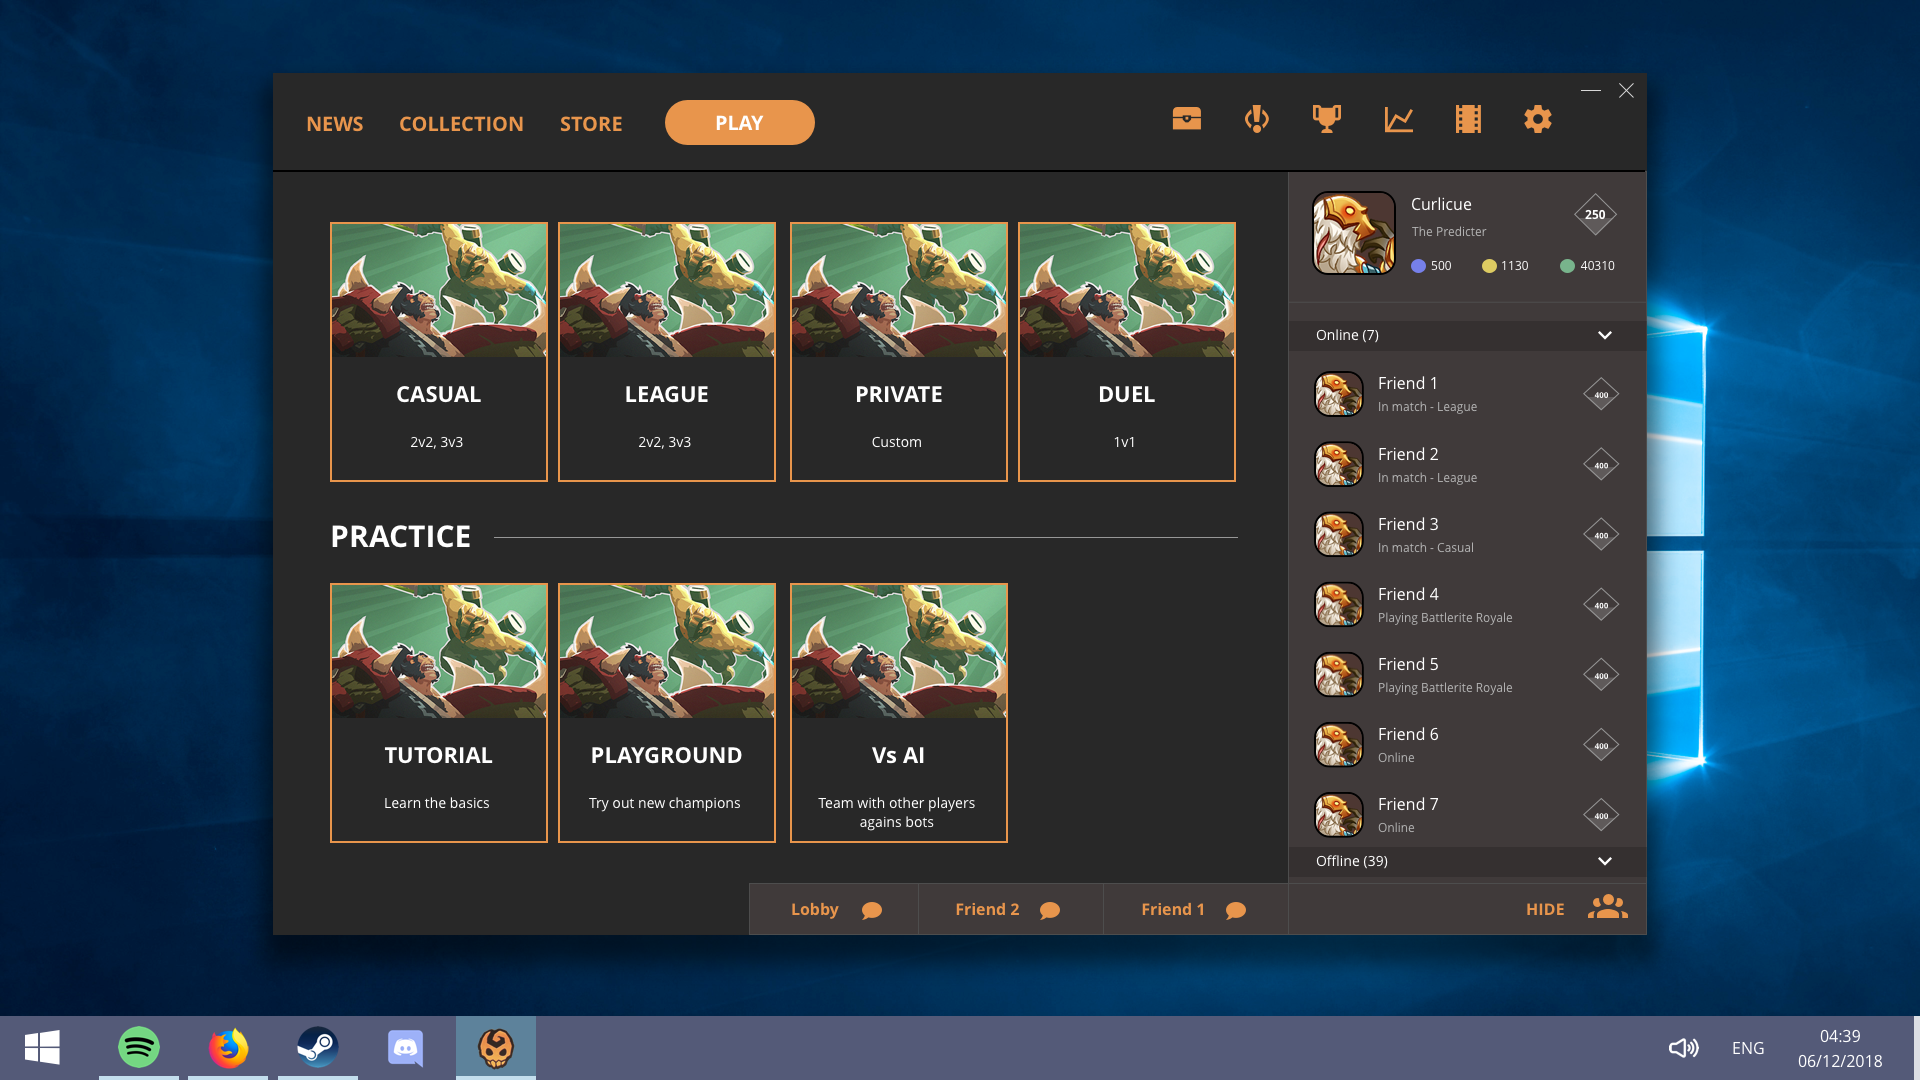 NEWS
COLLECTION
STORE
PLAY
Curlicue
250
The Predicter
500
1130
40310
CASUAL
2v2, 3v3
LEAGUE
2v2, 3v3
PRIVATE
Custom
DUEL
1v1
PRACTICE
TUTORIAL
Learn the basics
PLAYGROUND
Try out new champions
Vs AI
Team with other players
agains bots
Online (7)
Friend 1
In match - League
400
Friend 2
In match - League
400
Friend 3
In match - Casual
400
Friend 4
Playing Battlerite Royale
400
Friend 5
Playing Battlerite Royale
400
Friend 6
Online
400
Friend 7
Online
400
Offline (39)
Lobby
Friend 2
Friend 1
HIDE
ENG
04:39
06/12/2018